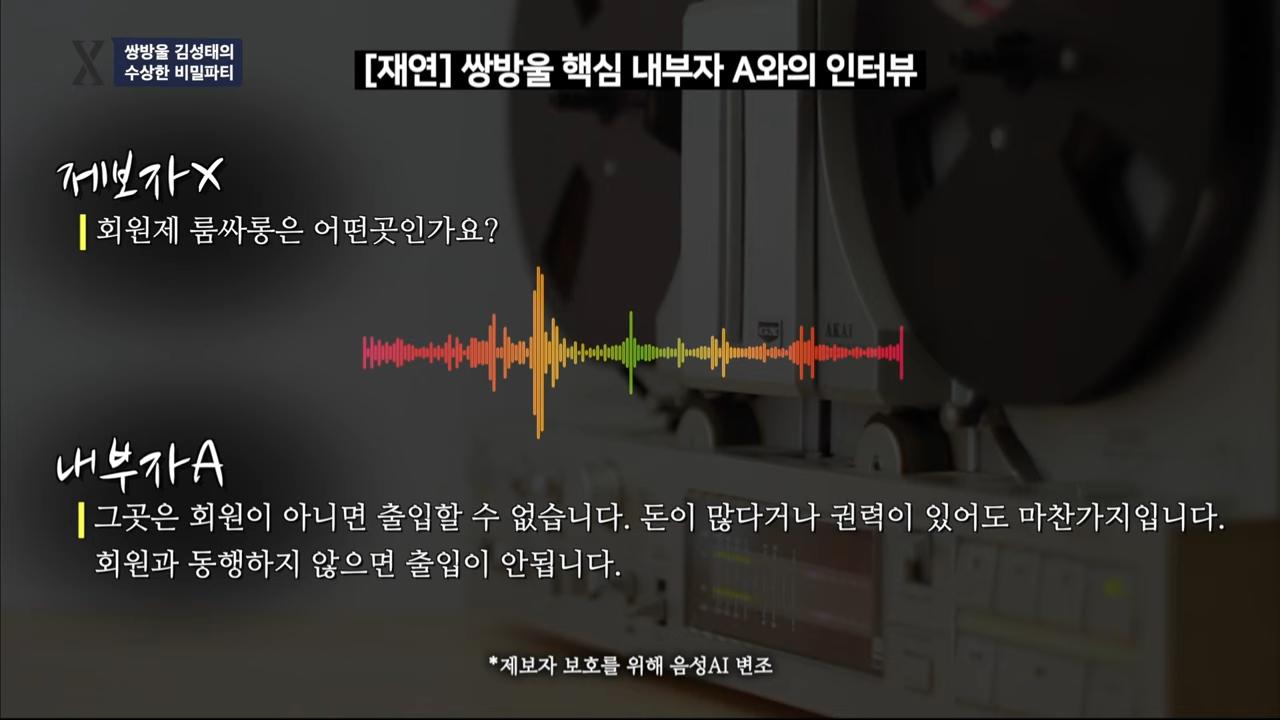 X
쌍방울 김성태의
수상한 비밀파티
[재연] 쌍방울 핵심 내부자 A와의 인터뷰
제보자X
회원제 룸싸롱은 어떤곳인가요?
AKAI
내부자A
그곳은 회원이 아니면 출입할 수 없습니다. 돈이 많다거나 권력이 있어도 마찬가지입니다.
회원과 동행하지 않으면 출입이 안됩니다.
*제보자 보호를 위해 음성AI 변조